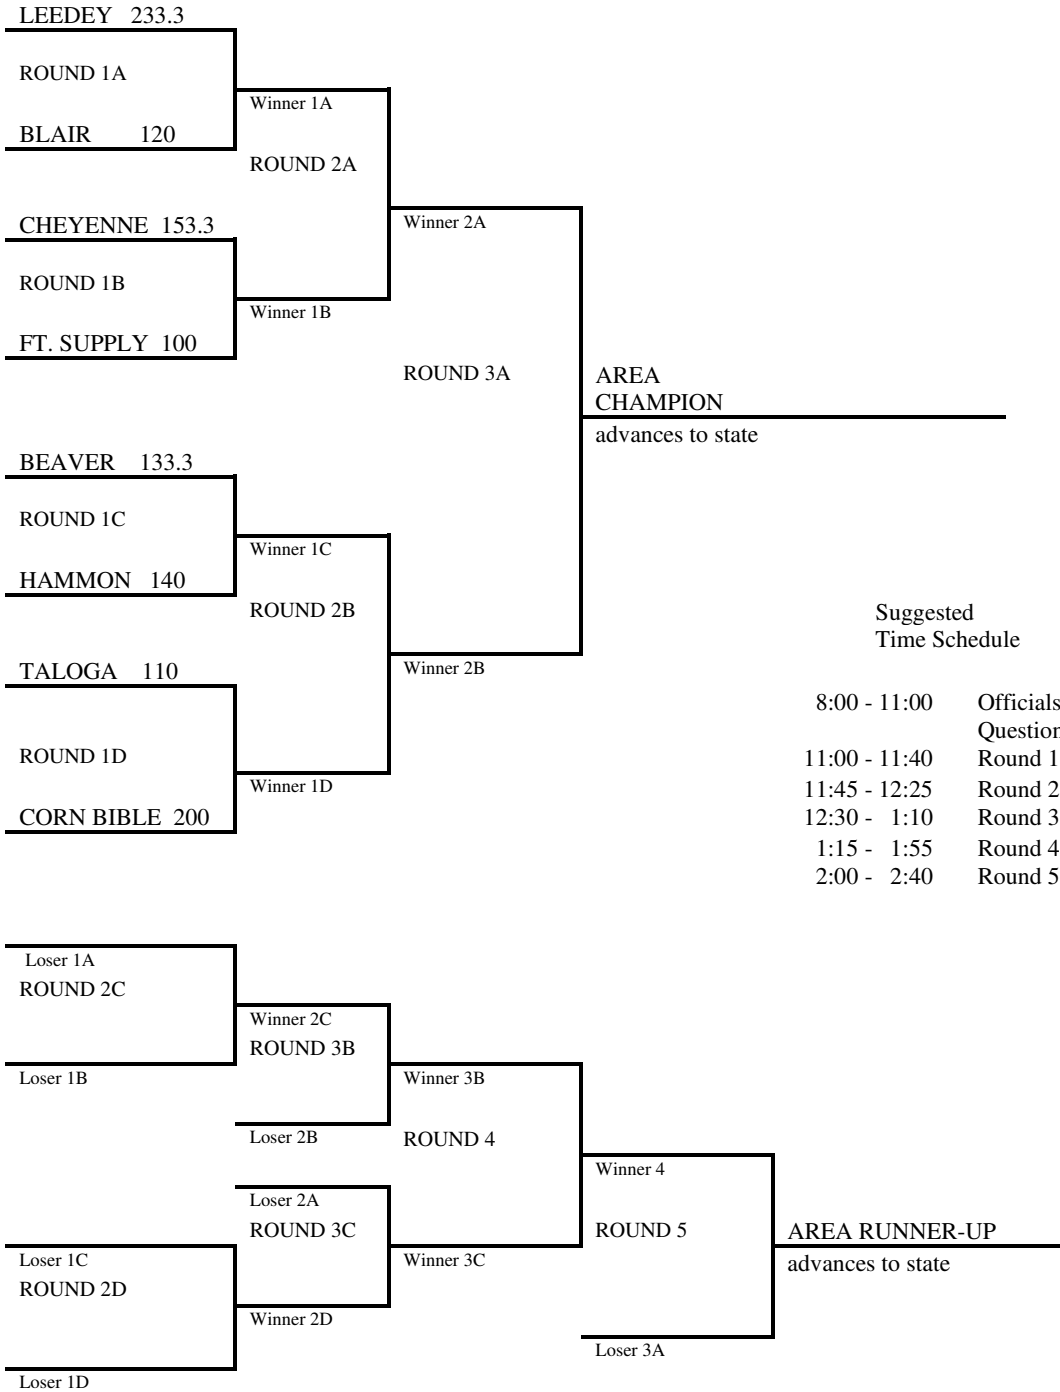 LEEDEY 233.3
ROUND 1A
Winner 1A
BLAIR 120
ROUND 2A
CHEYENNE 153.3
Winner 2A
ROUND 1B
Winner 1B
FT. SUPPLY 100
ROUND 3A
AREA
CHAMPION
advances to state
BEAVER 133.3
ROUND 1C
Winner 1C
HAMMON 140
ROUND 2B
Suggested
Time Schedule
TALOGA 110
Winner 2B
8:00 - 11:00 Officials
Question
ROUND 1D
11:00 - 11:40 Round 1
Winner 1D
11:45 - 12:25 Round 2
CORN BIBLE 200
12:30 - 1:10 Round 3
1:15 - 1:55 Round 4
2:00 - 2:40 Round 5
Loser 1A
ROUND 2C
Winner 2C
ROUND 3B
Loser 1B
Winner 3B
Loser 2B
ROUND 4
Winner 4
Loser 2A
ROUND 3C
ROUND 5
AREA RUNNER-UP
Loser 1C
Winner 3C
advances to state
ROUND 2D
Winner 2D
Loser 3A
Loser 1D